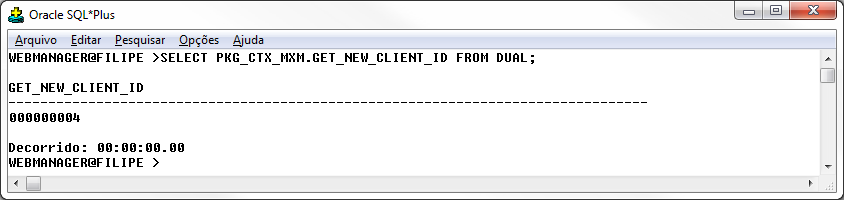 Oracle SQL*Plus
Arquivo Editar Pesquisar Opções Ajuda
WEBMANAGER@FILIPE >SELECT PKG_CTX_MXM.GET_NEW_CLIENT_ID FROM DUAL;
GET_NEW_CLIENT_ID
--------------------------------------------------------------------------------
000000004
Decorrido: 00:00:00.00
WEBMANAGER@FILIPE >